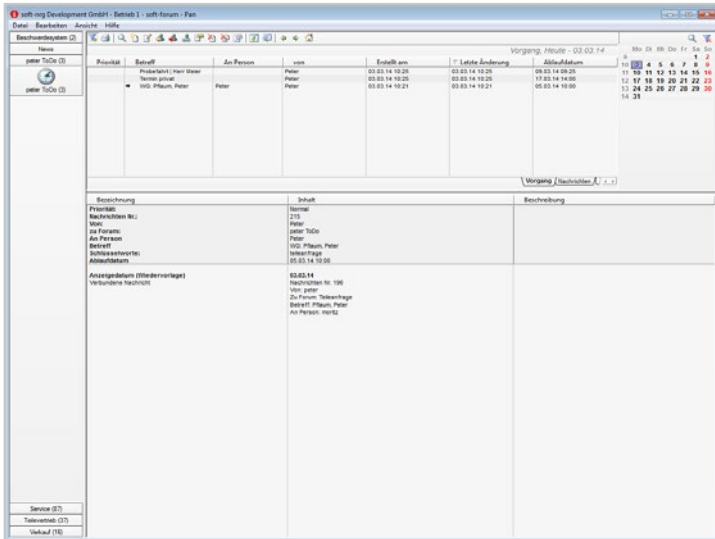 soft-nrg Development GmbH - Betrieb 1 - soft-forum - Pan
Datei Bearbeiten Ansicht Hilfe
Beschwerdesystem (2)
News
peter ToDo (3)
peter ToDo (3)
Vorgang, Heute - 03.03.14
Priorität Betreff An Person von Erstellt am Letzte Änderung Ablaufdatum
Probefahrt | Herr Meier Peter 03.03.14 10:25 03.03.14 10:25 09.03.14 09:25
Termin privat Peter 03.03.14 10:25 03.03.14 10:25 17.03.14 14:00
WG: Pflaum, Peter Peter Peter 03.03.14 10:21 03.03.14 10:21 05.03.14 10:00
Mo Di Mi Do Fr Sa So
9 1 2
10 3 4 5 6 7 8 9
11 10 11 12 13 14 15 16
12 17 18 19 20 21 22 23
13 24 25 26 27 28 29 30
14 31
Vorgang Nachrichten
Bezeichnung Inhalt Beschreibung
Priorität: Normal
Nachrichten Nr.: 215
Von: Peter
zu Forum: peter ToDo
An Person Peter
Betreff WG: Pflaum, Peter
Schlüsselworte: teileanfrage
Ablaufdatum 05.03.14 10:00
Anzeigedatum (Wiedervorlage) 03.03.14
Verbundene Nachricht Nachrichten Nr. 196
Von: peter
Zu Forum: Teileanfrage
Betreff: Pflaum, Peter
An Person: moritz
Service (87)
Teilevertrieb (37)
Verkauf (16)